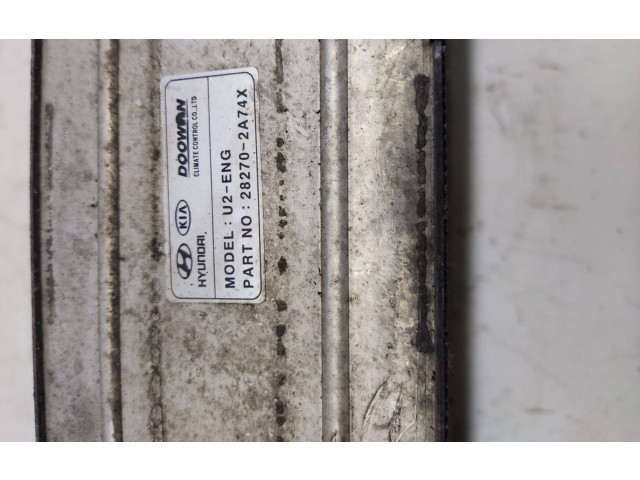 HYUNDAI
KIA
DOOWON
CLIMATE CONTROL CO.,LTD
MODEL : U2-ENG
PART NO : 28270-2A74X